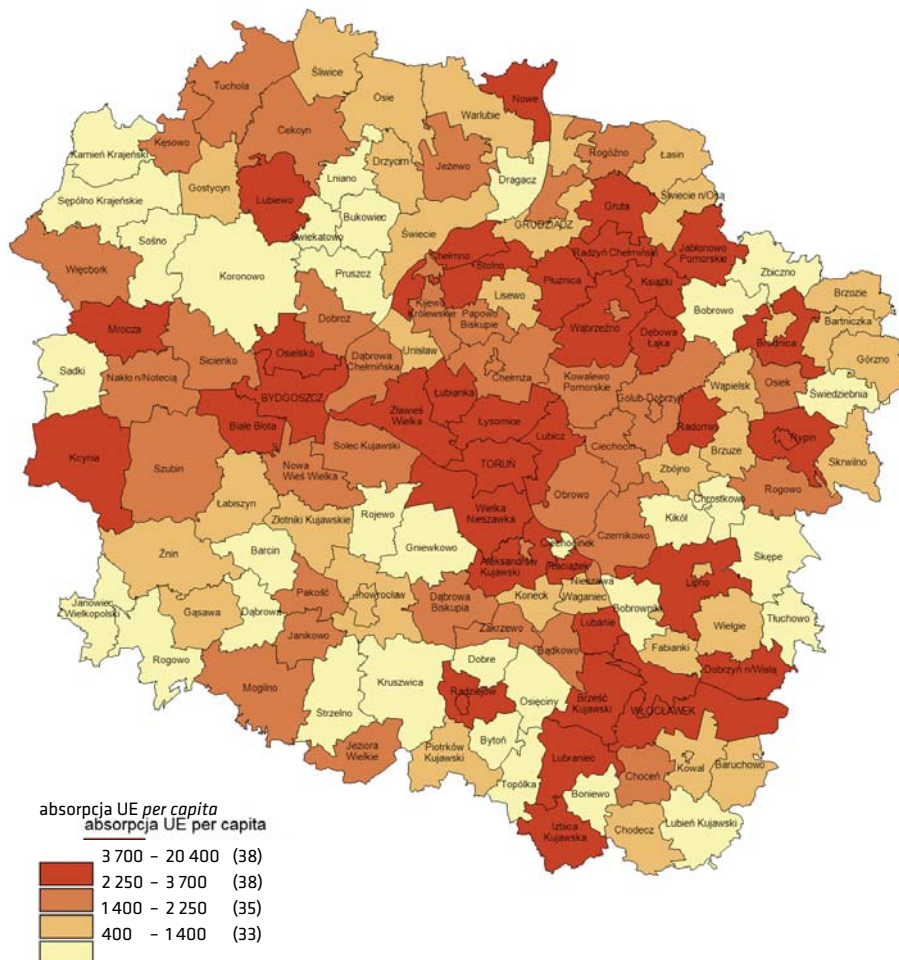 Śliwice
Tuchola
Osie
Nowe
Warlubie
Cekcyn
Kamień Krajeński
Kęsowo
Lniano
Drzycim
Jeżewo
Rogóźno
Łasin
Gostycyn
Dragacz
Sępólno Krajeńskie
Lubiewo
Bukowiec
Gruta
Świecie n/Osą
GRUDZIĄDZ
Świekatowo
Świecie
Sośno
Więcbork
Koronowo
Pruszcz
Chełmno
Stolno
Radzyń Chełmiński
Jabłonowo
Pomorskie
Zbiczno
Płużnica
Książki
Kijewo
Królewskie
Papowo
Biskupie
Lisewo
Bobrowo
Brzozie
Mrocza
Dobrcz
Wąbrzeźno
Dębowa
Łąka
Brodnica
Bartniczka
Górzno
Sicienko
Osielsko
Dąbrowa
Chełmińska
Unisław
Sadki
Nakło n/Notecią
Chełmża
Kowalewo
Pomorskie
Golub-Dobrzyń
Wąpielsk
Osiek
Świedziebnia
BYDGOSZCZ
Łubianka
Zławieś
Wielka
Łysomice
Białe Błota
Lubicz
Radomin
Rypin
Kcynia
Szubin
Solec Kujawski
Ciechocin
Brzuze
Skrwilno
Nowa
Wieś Wielka
TORUŃ
Zbójno
Rogowo
Obrowo
Łabiszyn
Złotniki Kujawskie
Rojewo
Wielka
Nieszawka
Chrostkowo
Kikół
Czernikowo
Gniewkowo
Żnin
Barcin
Ciechocinek
Skępe
Aleksandrów
Kujawski
Raciążek
Lipno
Nieszawa
Pakość
Inowrocław
Dąbrowa
Biskupia
Koneck
Waganiec
Bobrowniki
Janowiec
Wielkopolski
Gąsawa
Dąbrowa
Wielgie
Tłuchowo
Lubanie
Janikowo
Zakrzewo
Fabianki
Rogowo
Bądkowo
Dobre
Dobrzyń n/Wisłą
Mogilno
Kruszwica
Radziejów
Osięciny
Brześć
Kujawski
WŁOCŁAWEK
Strzelno
Bytoń
Jeziora
Wielkie
Piotrków
Kujawski
Lubraniec
Choceń
Kowal
Baruchowo
Topólka
Boniewo
Izbica
Kujawska
Chodecz
Lubień Kujawski
absorpcja UE per capita
absorpcja UE per capita
3 700 – 20 400 (38)
2 250 – 3 700 (38)
1 400 – 2 250 (35)
400 – 1 400 (33)